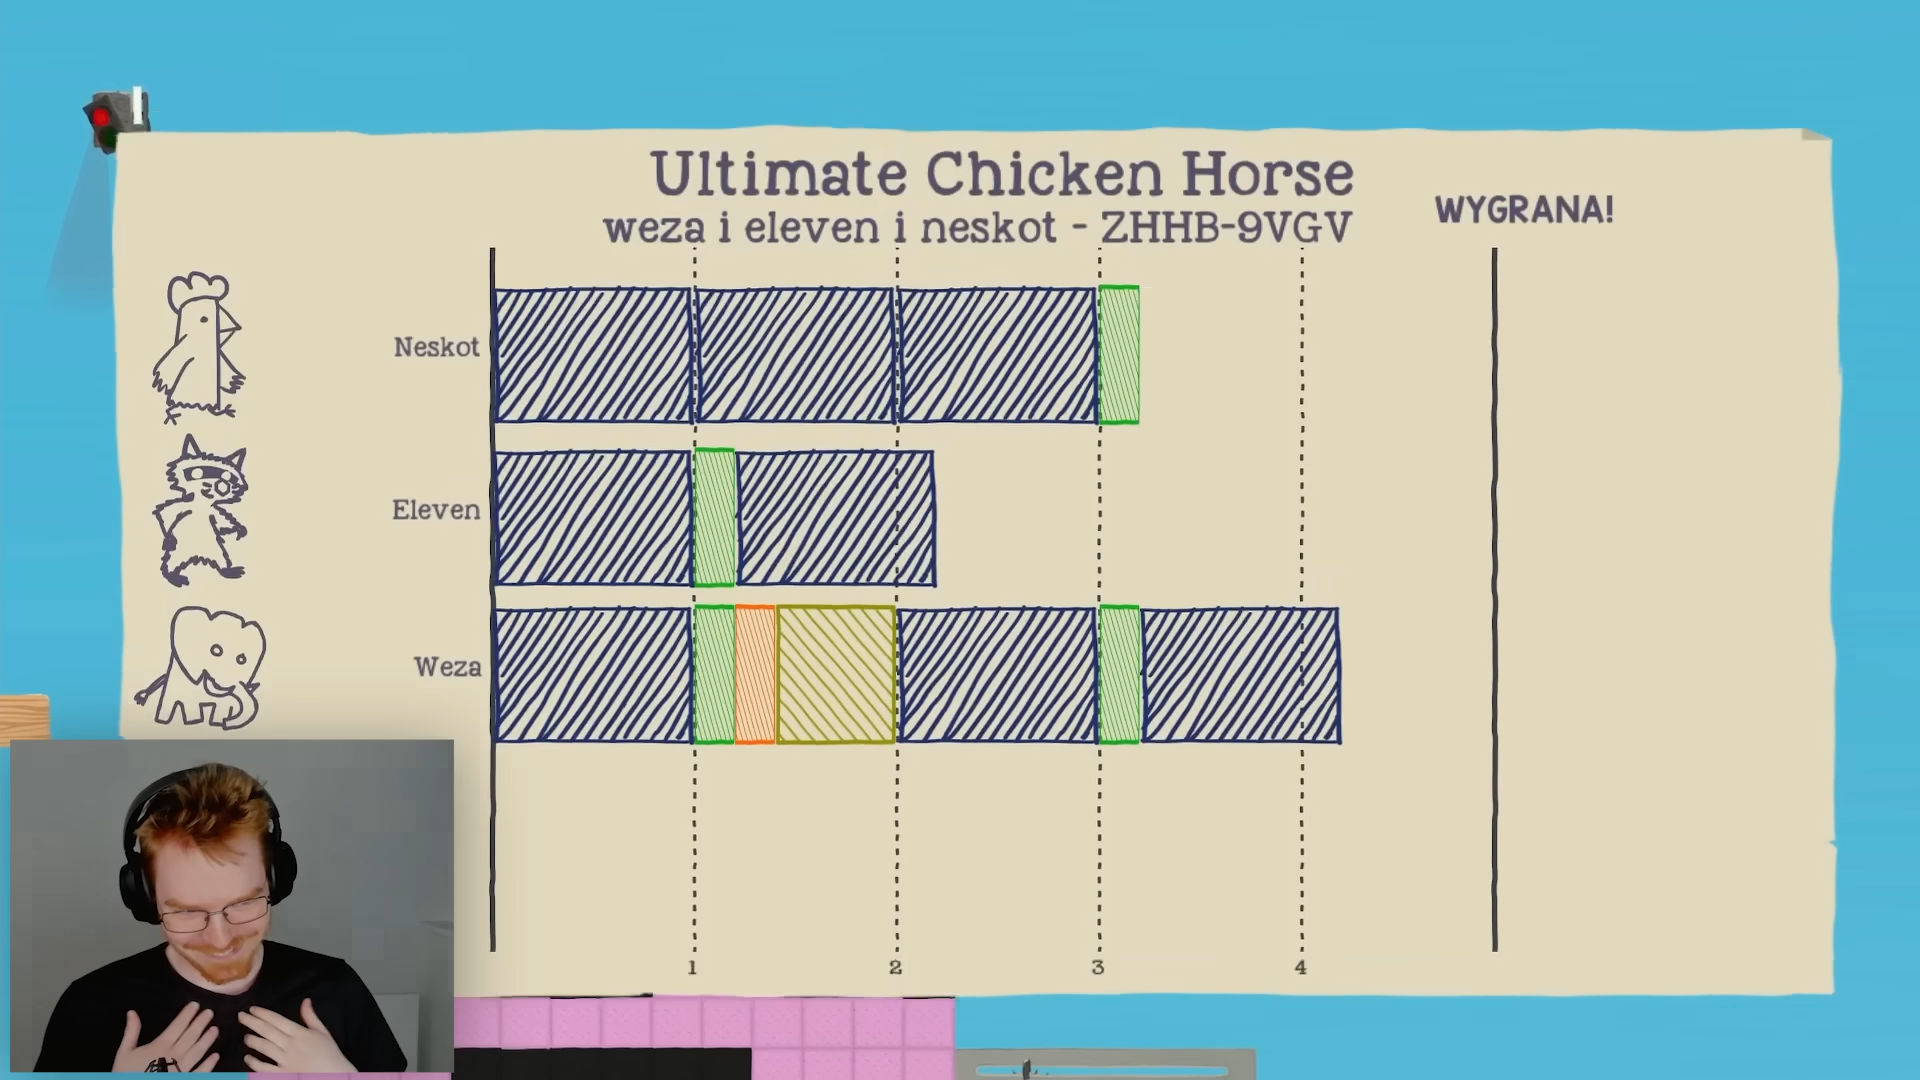 Ultimate Chicken Horse
weza i eleven i neskot - ZHHB-9VGV
WYGRANA!
Neskot
Eleven
Weza
1 2 3 4